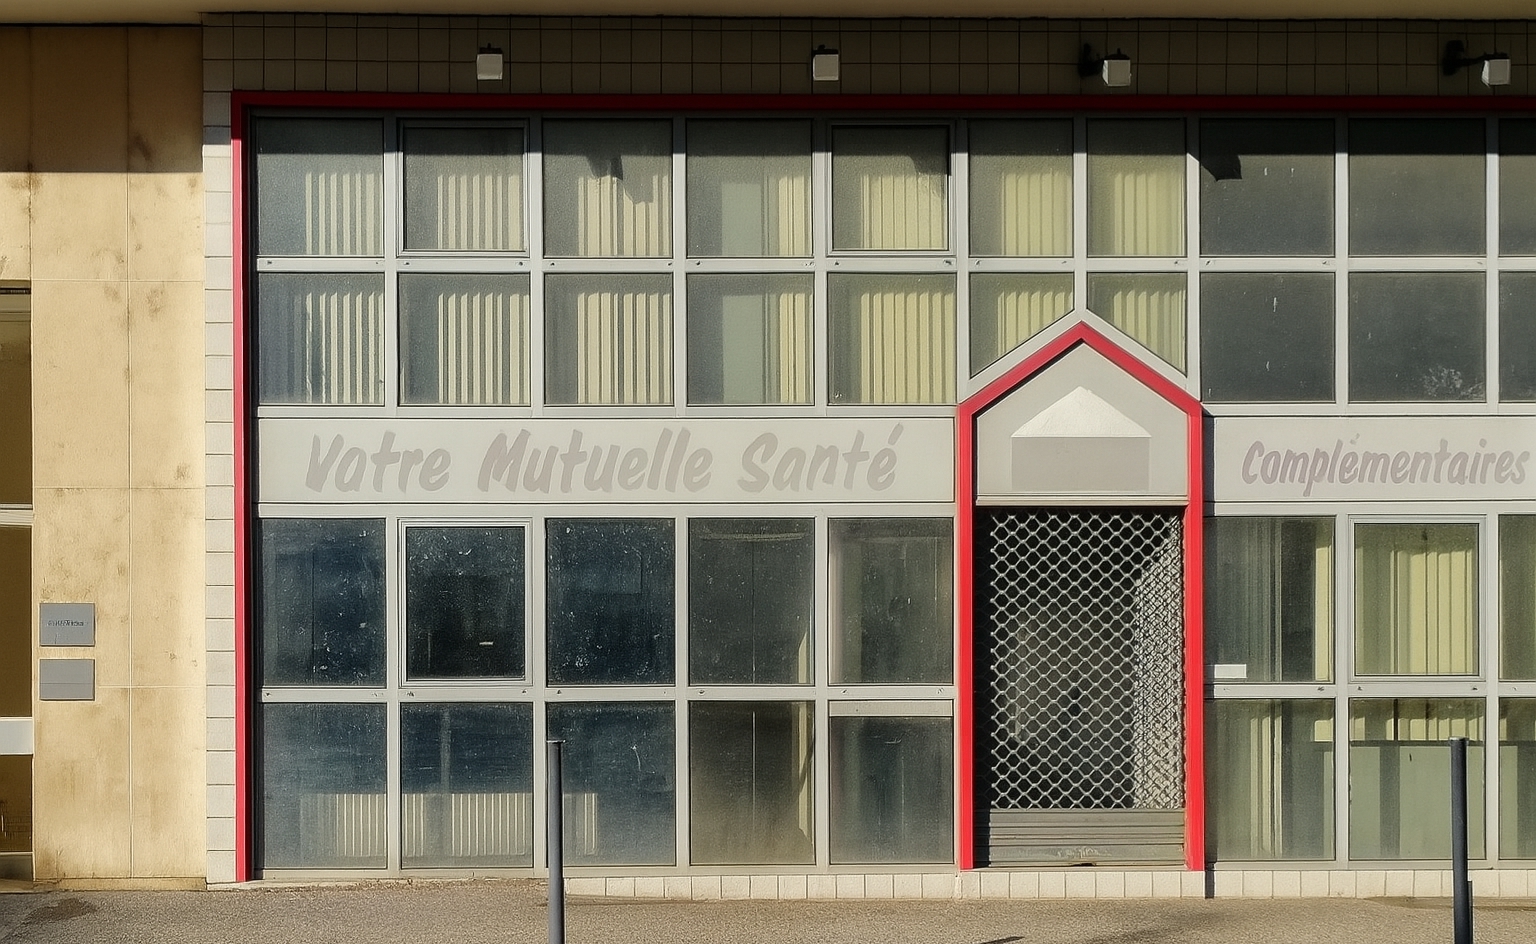 Votre Mutuelle Santé
Complémentaires